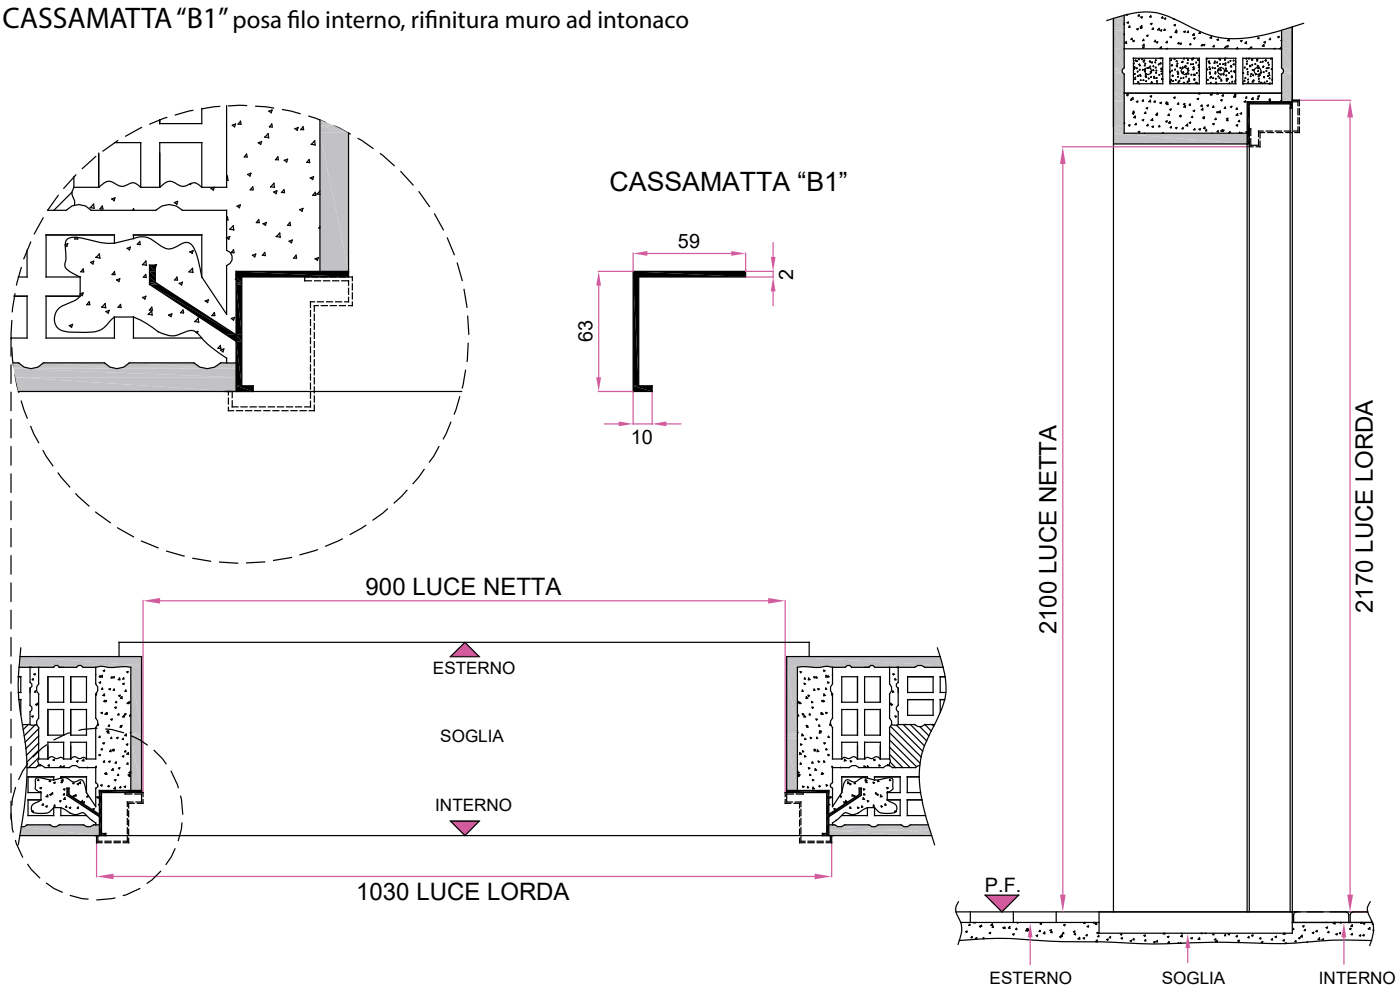 CASSAMATTA “B1” posa filo interno, rifinitura muro ad intonaco
CASSAMATTA “B1”
59
2
63
10
2100 LUCE NETTA
2170 LUCE LORDA
900 LUCE NETTA
ESTERNO
SOGLIA
INTERNO
1030 LUCE LORDA
P.F.
ESTERNO
SOGLIA
INTERNO